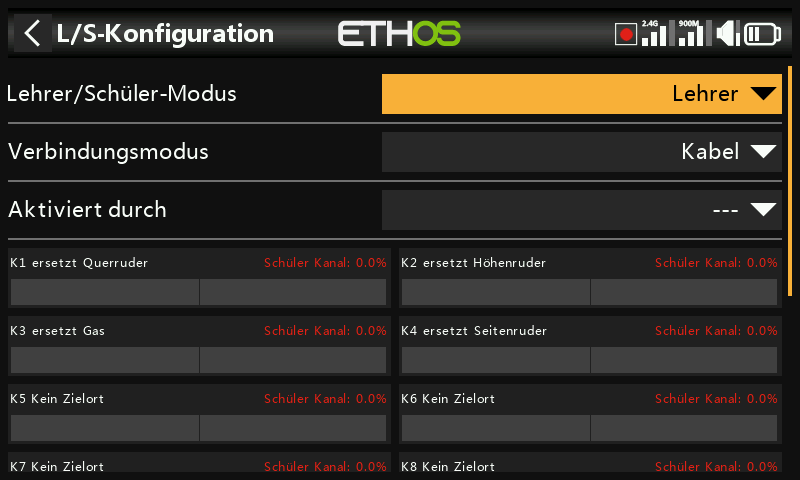 L/S-Konfiguration ETHOS 2.4G 900M
Lehrer/Schüler-Modus Lehrer
Verbindungsmodus Kabel
Aktiviert durch ---
K1 ersetzt Querruder Schüler Kanal: 0.0% K2 ersetzt Höhenruder Schüler Kanal: 0.0%
K3 ersetzt Gas Schüler Kanal: 0.0% K4 ersetzt Seitenruder Schüler Kanal: 0.0%
K5 Kein Zielort Schüler Kanal: 0.0% K6 Kein Zielort Schüler Kanal: 0.0%
K7 Kein Zielort Schüler Kanal: 0.0% K8 Kein Zielort Schüler Kanal: 0.0%